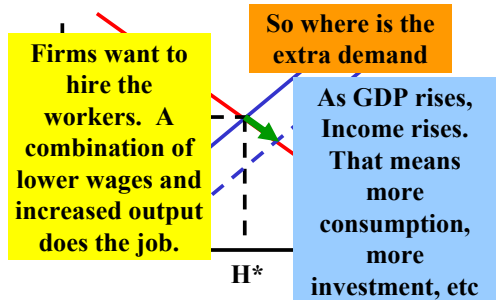 Firms want to
hire the
workers.  A
combination of
lower wages and
increased output
does the job.
So where is the
extra demand
As GDP rises,
Income rises.
That means
more
consumption,
more
investment, etc
H*